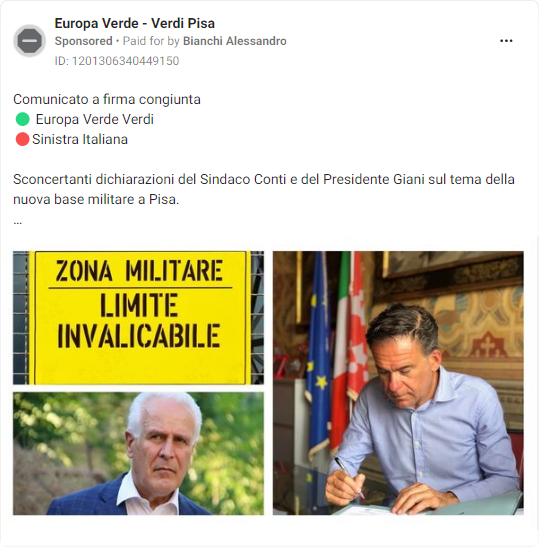 Europa Verde - Verdi Pisa
Sponsored • Paid for by Bianchi Alessandro
ID: 1201306340449150
Comunicato a firma congiunta
Europa Verde Verdi
Sinistra Italiana
Sconcertanti dichiarazioni del Sindaco Conti e del Presidente Giani sul tema della
nuova base militare a Pisa.
...
ZONA MILITARE
LIMITE
INVALICABILE